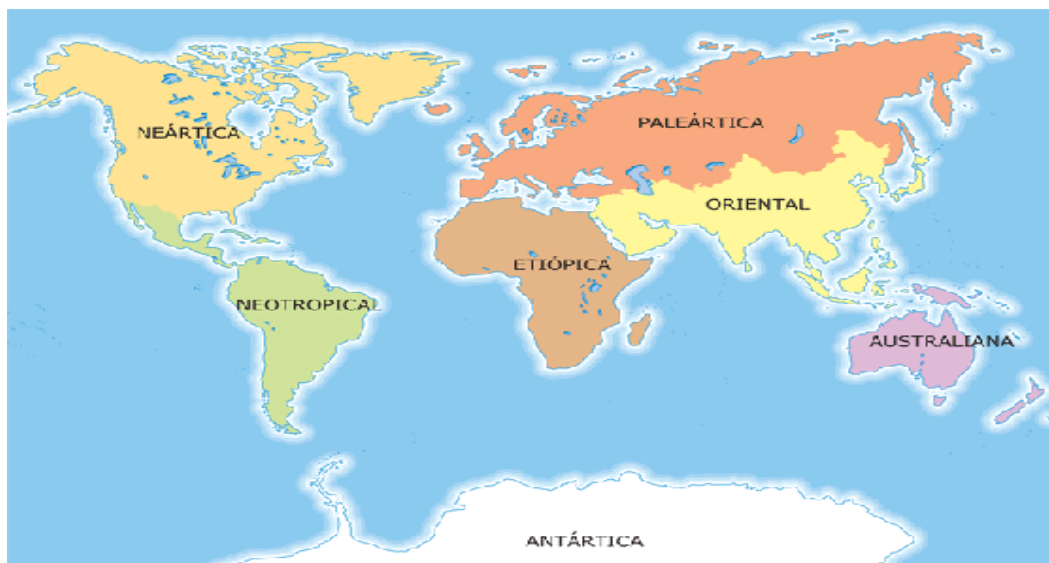 NEÁRTICA
PALEÁRTICA
ORIENTAL
ETIÓPICA
NEOTROPICAL
AUSTRALIANA
ANTÁRTICA